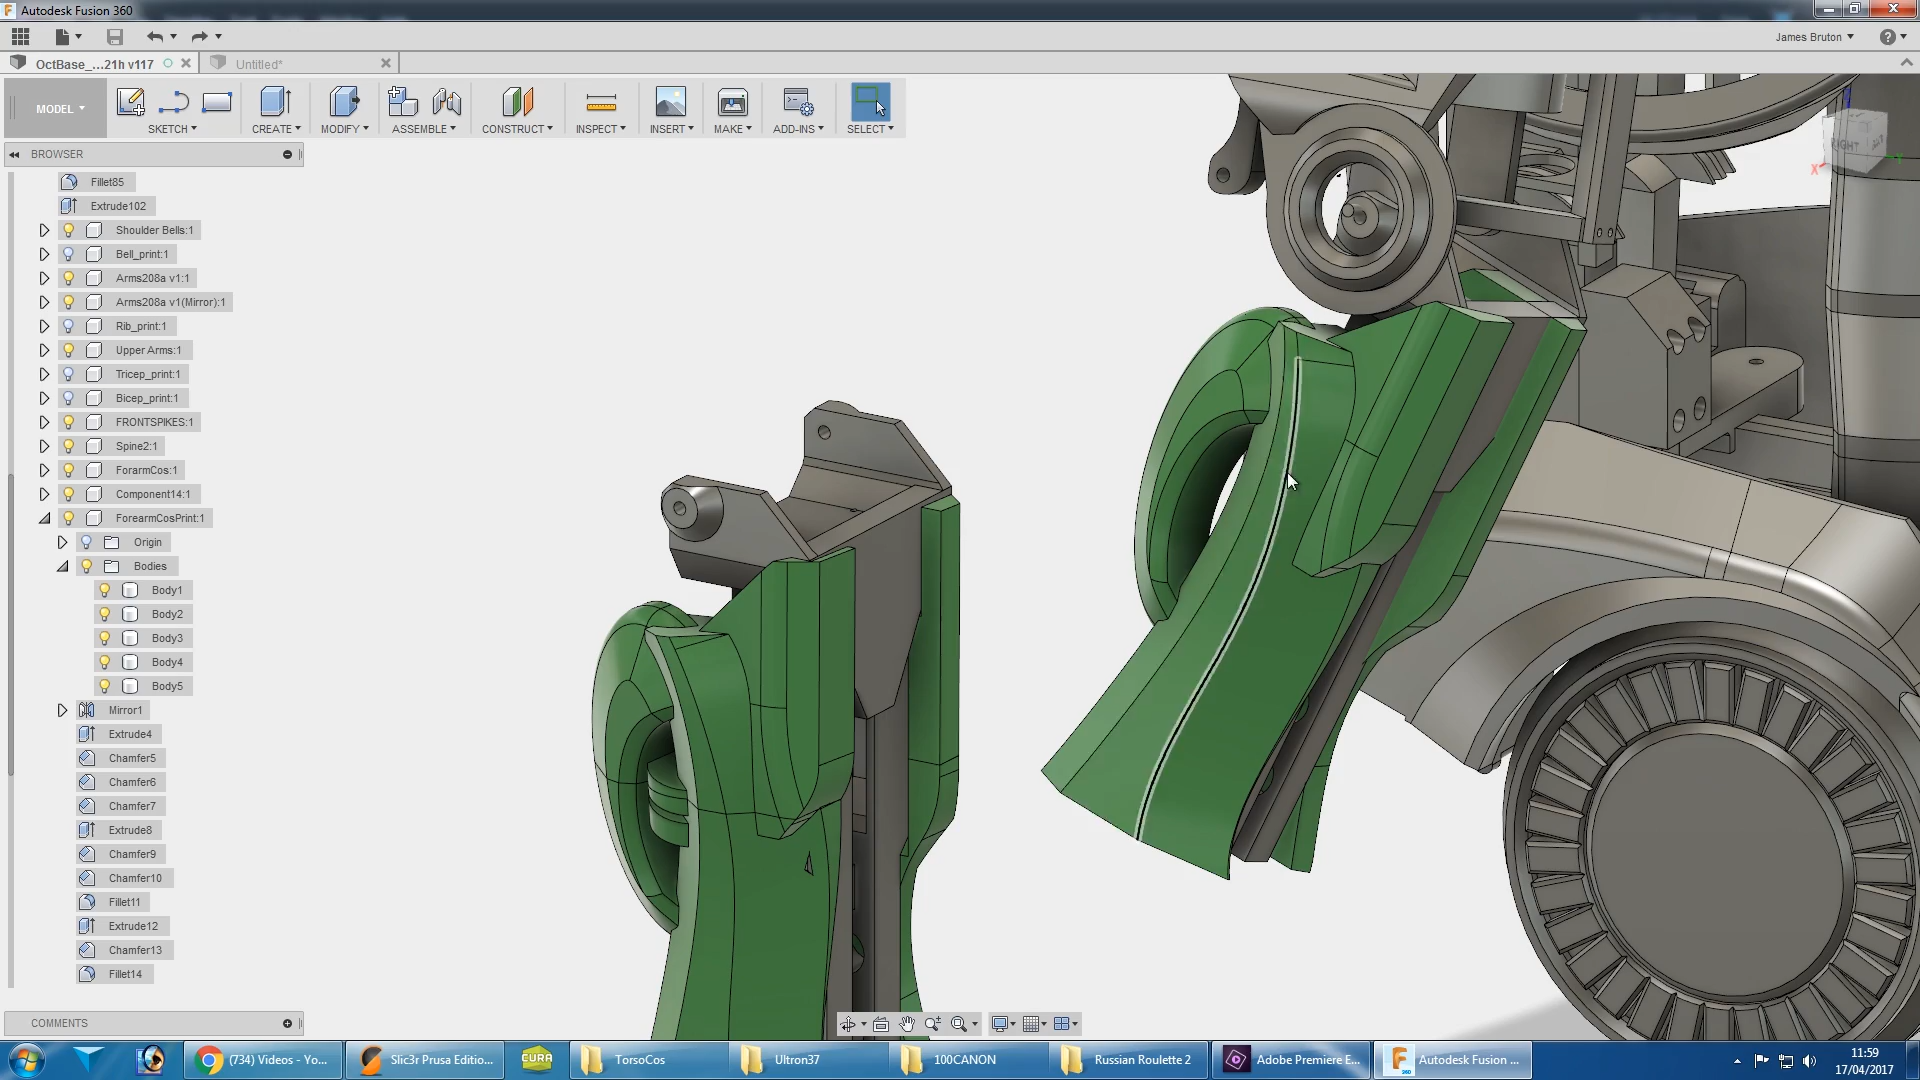 Autodesk Fusion 360
James Bruton
OctBase_...21h v117
Untitled*
MODEL
SKETCH
CREATE
MODIFY
ASSEMBLE
CONSTRUCT
INSPECT
INSERT
MAKE
ADD-INS
SELECT
BROWSER
RIGHT
X
Fillet85
Extrude102
Shoulder Bells:1
Bell_print:1
Arms208a v1:1
Arms208a v1(Mirror):1
Rib_print:1
Upper Arms:1
Tricep_print:1
Bicep_print:1
FRONTSPIKES:1
Spine2:1
ForarmCos:1
Component14:1
ForearmCosPrint:1
Origin
Bodies
Body1
Body2
Body3
Body4
Body5
Mirror1
Extrude4
Chamfer5
Chamfer6
Chamfer7
Extrude8
Chamfer9
Chamfer10
Fillet11
Extrude12
Chamfer13
Fillet14
COMMENTS
(734) Videos - Yo...
Slic3r Prusa Editio...
CURA
TorsoCos
Ultron37
100CANON
Russian Roulette 2
Adobe Premiere E...
Autodesk Fusion ...
11:59
17/04/2017